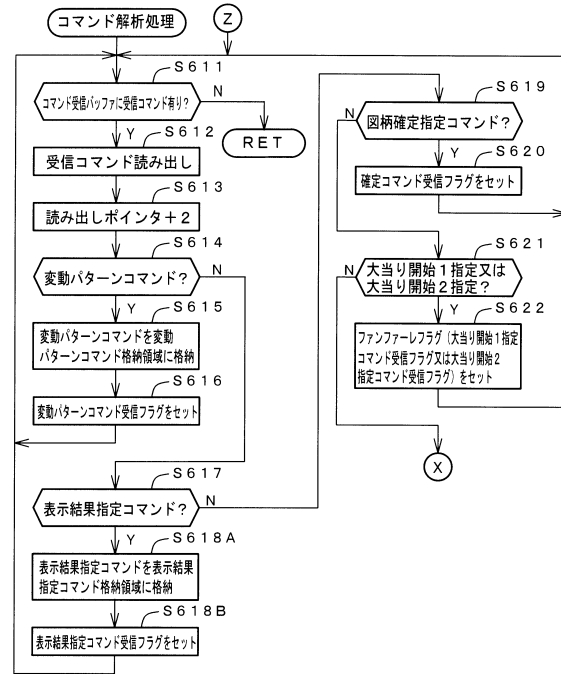 コマンド解析処理
Z
S611
コマンド受信バッファに受信コマンド有り?
N
RET
Y
S612
受信コマンド読み出し
S613
読み出しポインタ+2
S614
変動パターンコマンド?
N
Y
S615
変動パターンコマンドを変動
パターンコマンド格納領域に格納
S616
変動パターンコマンド受信フラグをセット
S617
表示結果指定コマンド?
N
Y
S618A
表示結果指定コマンドを表示結果
指定コマンド格納領域に格納
S618B
表示結果指定コマンド受信フラグをセット
S619
N
図柄確定指定コマンド?
Y
S620
確定コマンド受信フラグをセット
S621
N
大当り開始1指定又は
大当り開始2指定?
Y
S622
ファンファーレフラグ(大当り開始1指定
コマンド受信フラグ又は大当り開始2
指定コマンド受信フラグ)をセット
X